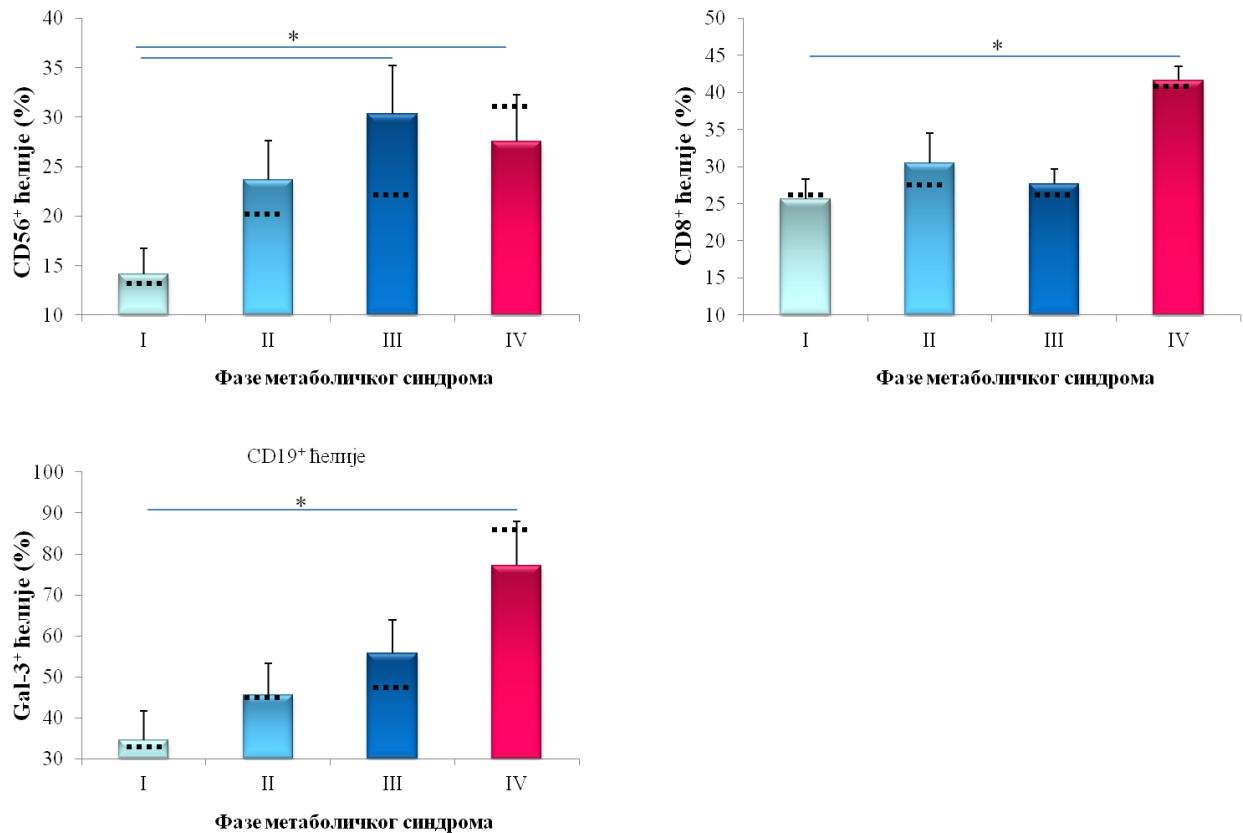 CD56⁺ ћелије (%)
40
35
30
25
20
15
10
*
I
II
III
IV
Фазе метаболичког синдрома
CD8⁺ ћелије (%)
50
45
40
35
30
25
20
15
10
*
I
II
III
IV
Фазе метаболичког синдрома
CD19⁺ ћелије
Gal-3⁺ ћелије (%)
100
90
80
70
60
50
40
30
*
I
II
III
IV
Фазе метаболичког синдрома